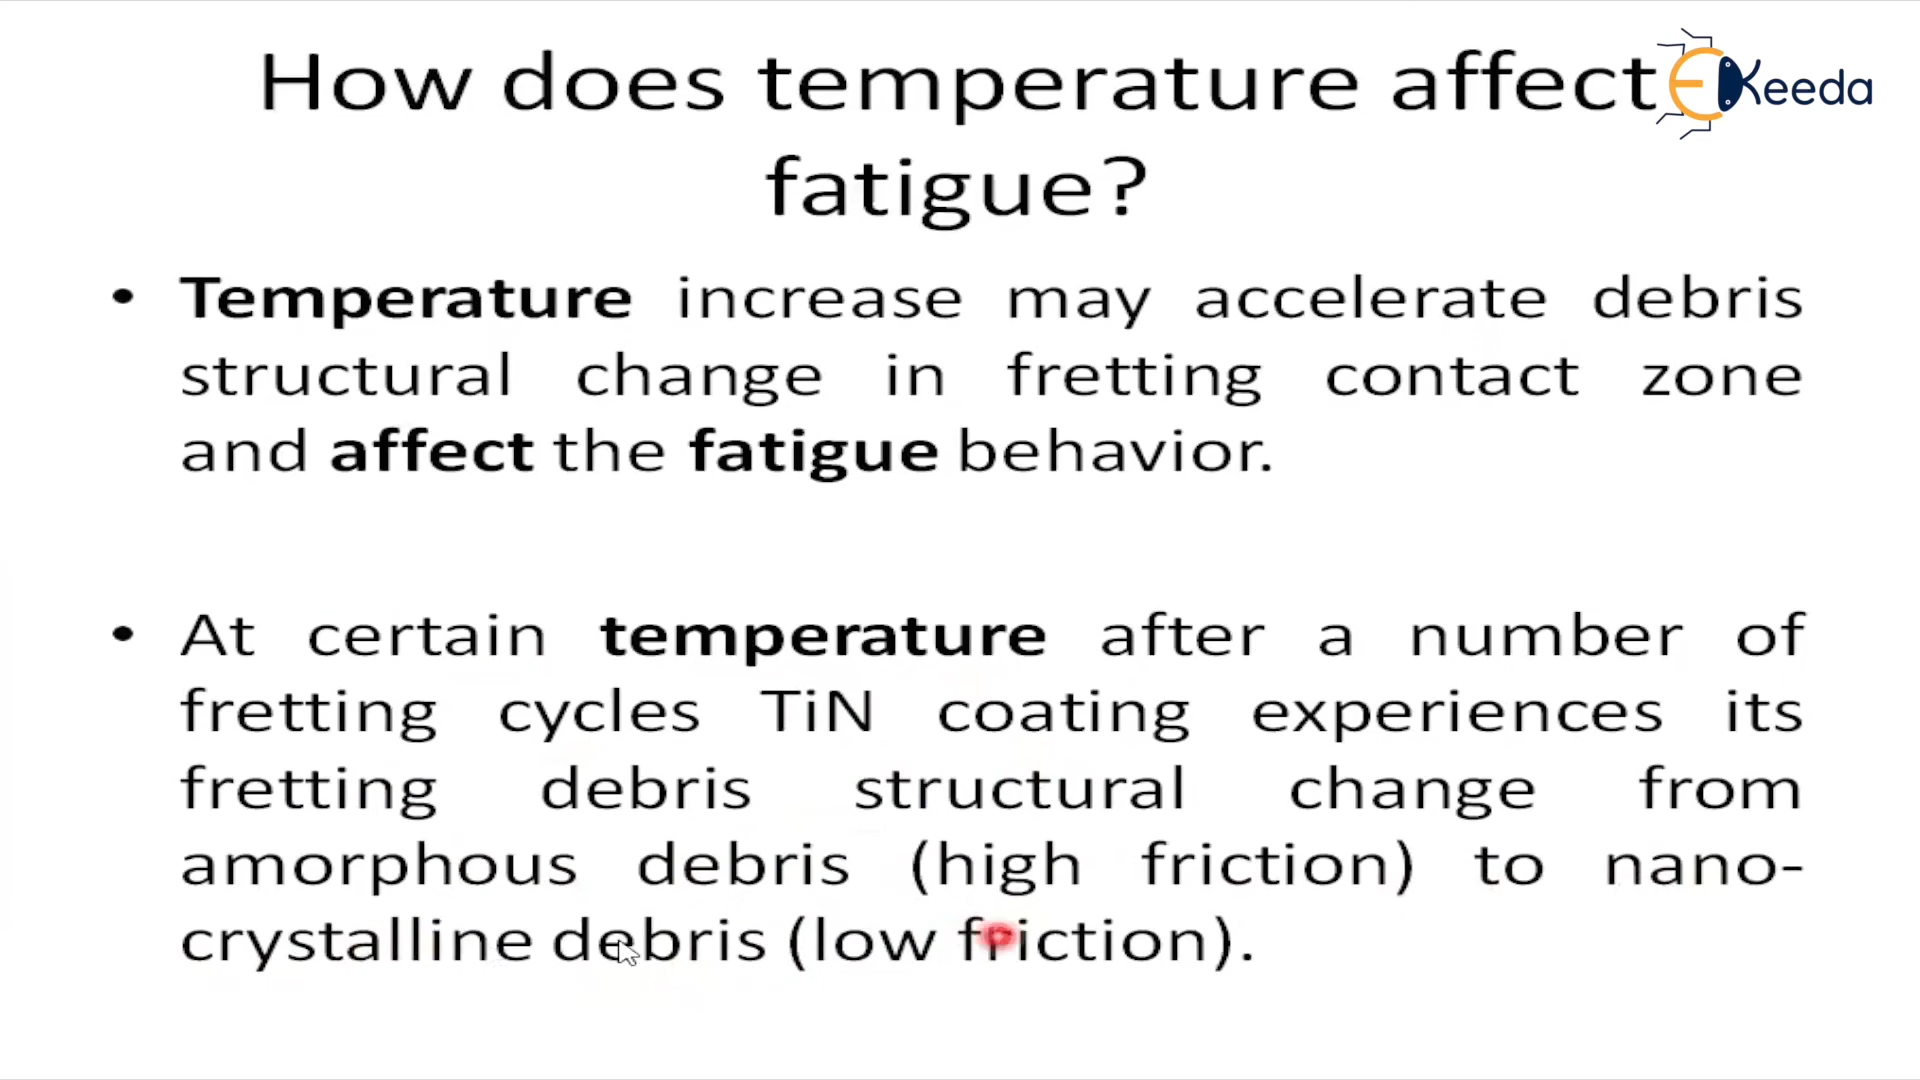 How does temperature affect
fatigue?
EKeeda
• Temperature increase may accelerate debris
structural change in fretting contact zone
and affect the fatigue behavior.
• At certain temperature after a number of
fretting cycles TiN coating experiences its
fretting debris structural change from
amorphous debris (high friction) to nano-
crystalline debris (low friction).